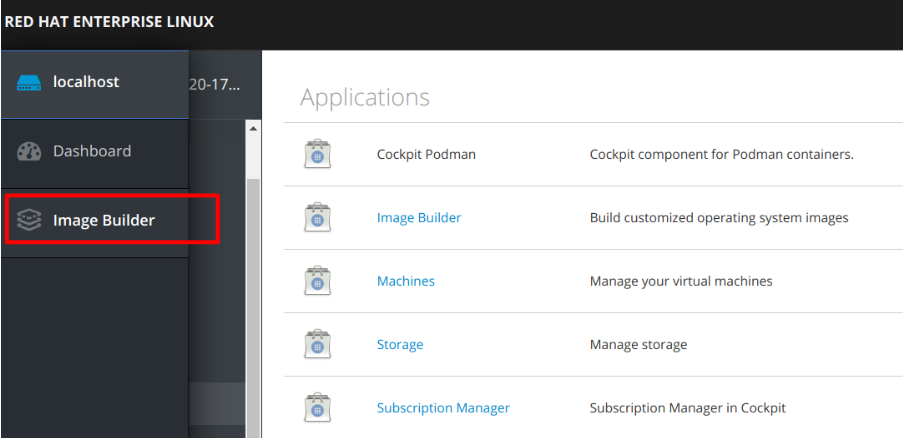 RED HAT ENTERPRISE LINUX
localhost
20-17...
Dashboard
Image Builder
Applications
Cockpit Podman Cockpit component for Podman containers.
Image Builder Build customized operating system images
Machines Manage your virtual machines
Storage Manage storage
Subscription Manager Subscription Manager in Cockpit